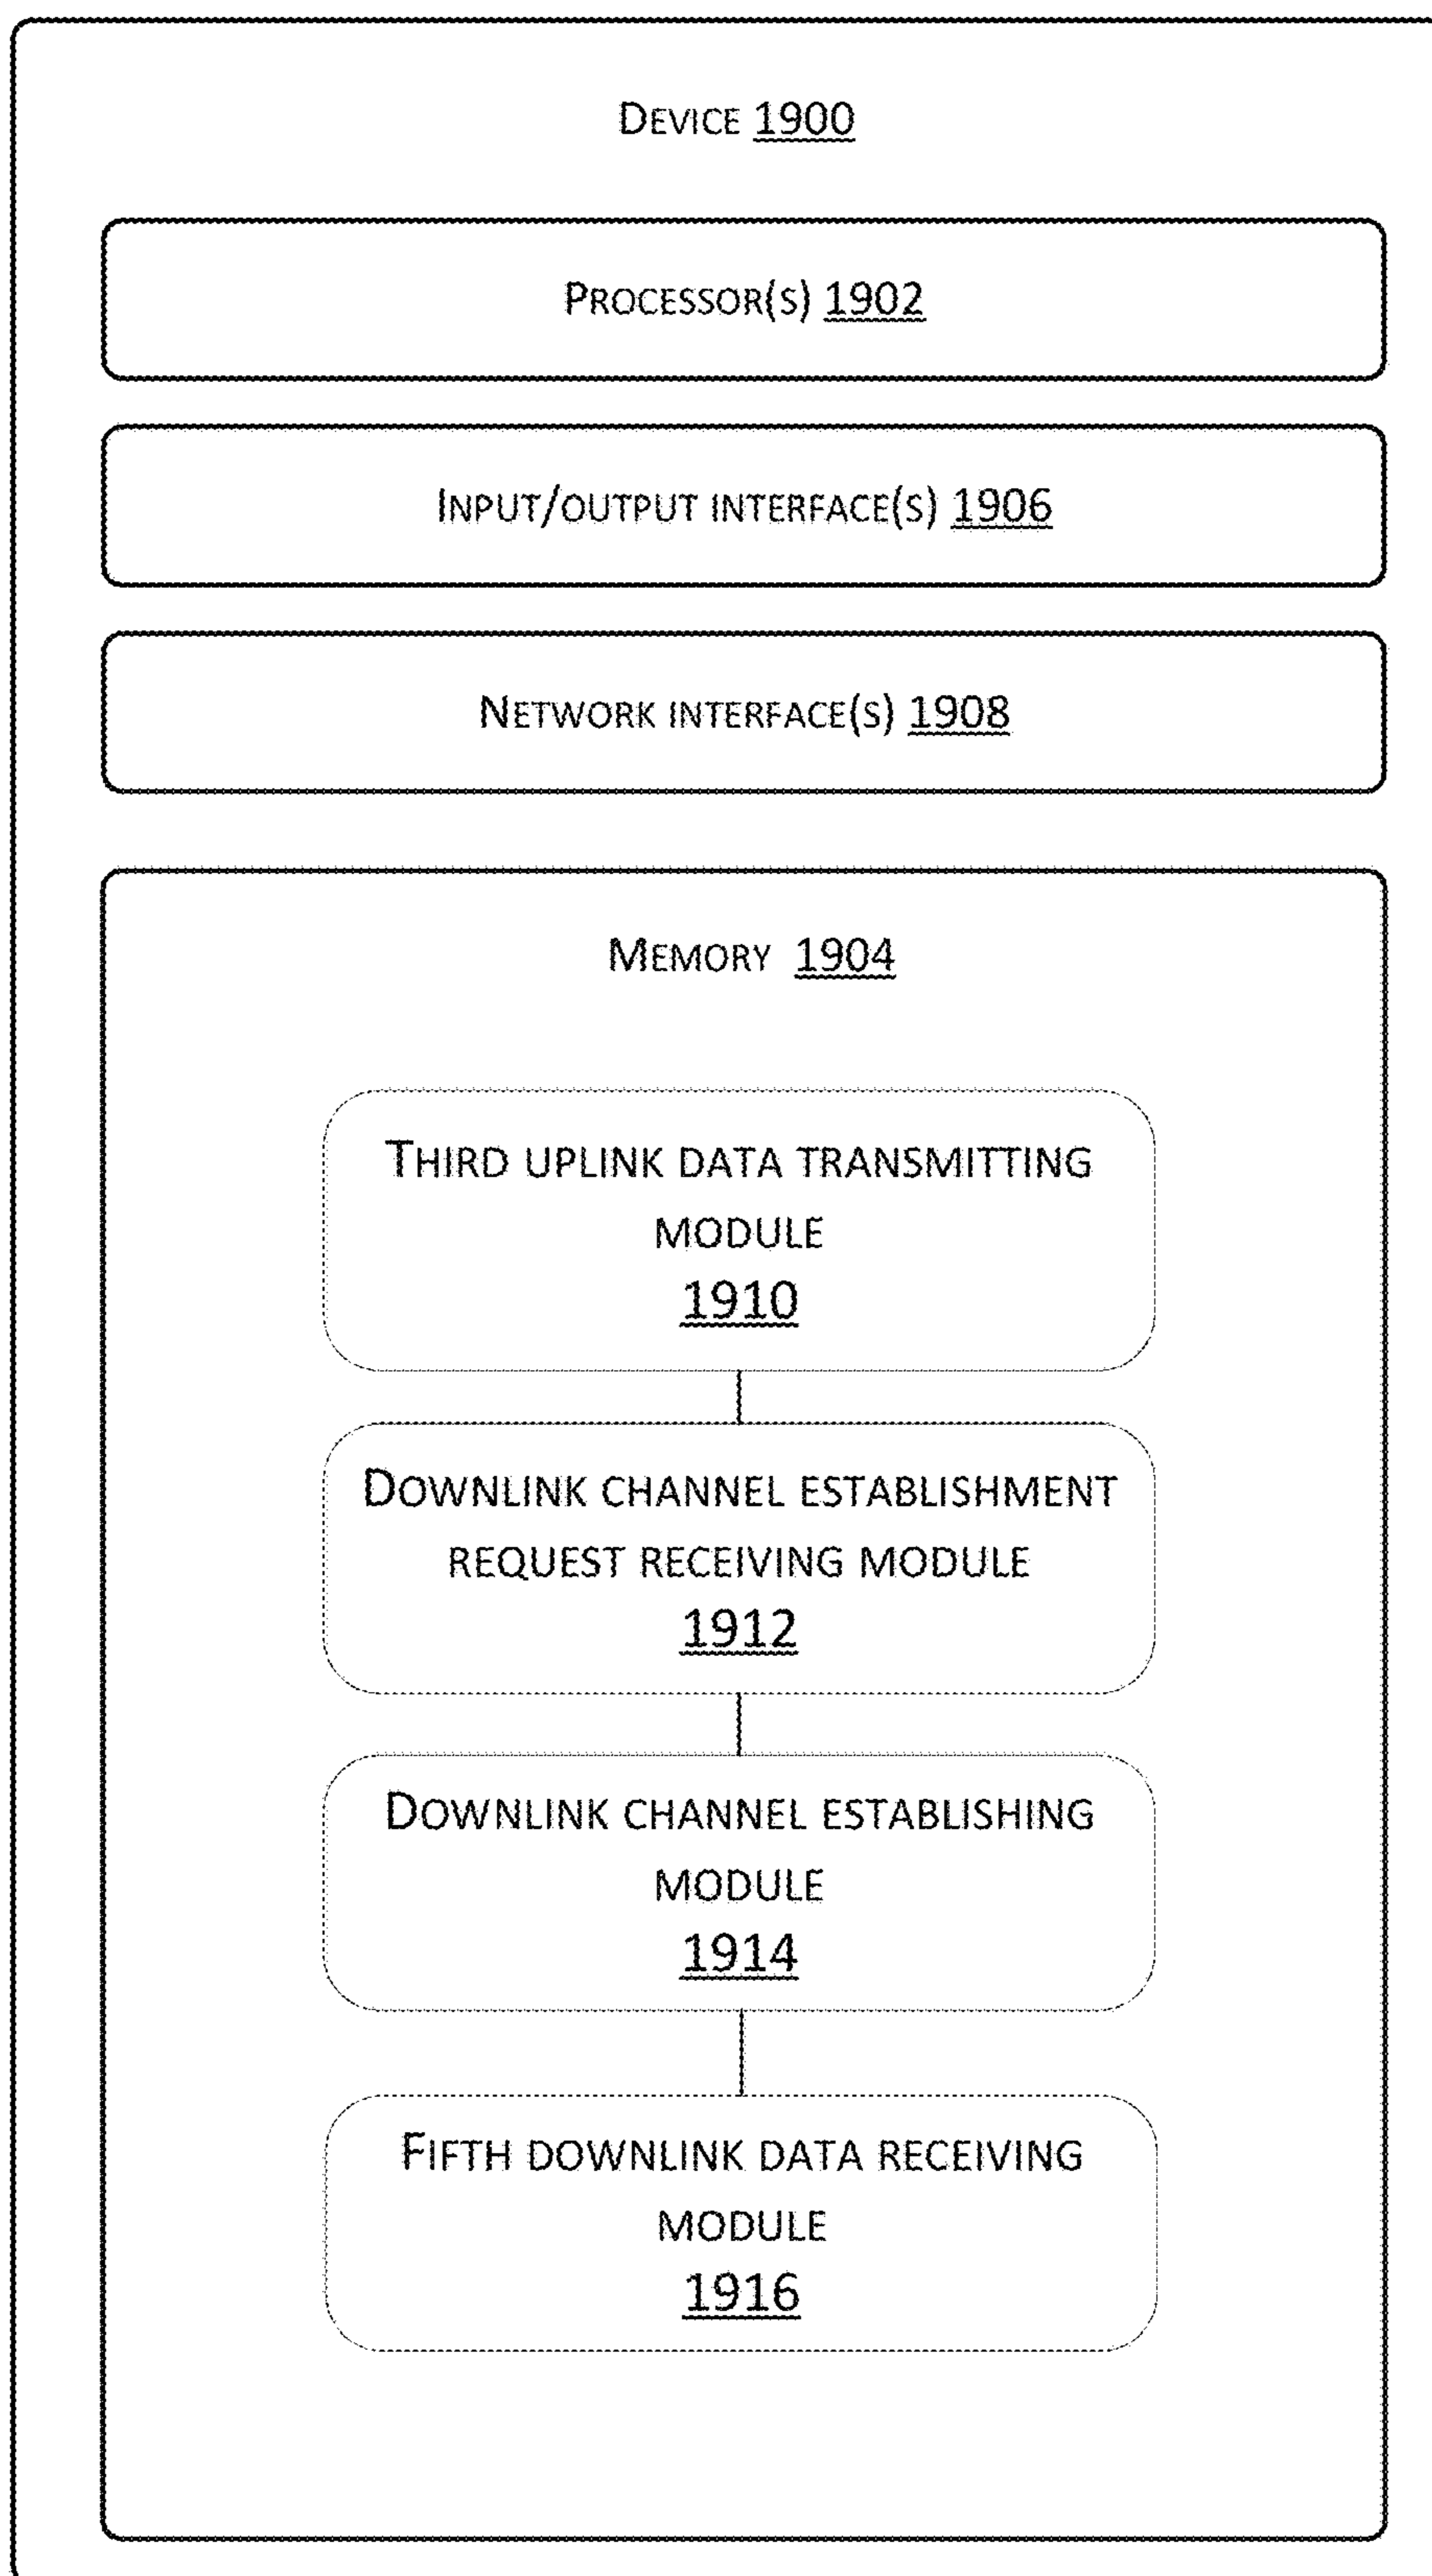 DEVICE 1900
PROCESSOR(S) 1902
INPUT/OUTPUT INTERFACE(S) 1906
NETWORK INTERFACE(S) 1908
MEMORY 1904
THIRD UPLINK DATA TRANSMITTING
MODULE
1910
DOWNLINK CHANNEL ESTABLISHMENT
REQUEST RECEIVING MODULE
1912
DOWNLINK CHANNEL ESTABLISHING
MODULE
1914
FIFTH DOWNLINK DATA RECEIVING
MODULE
1916